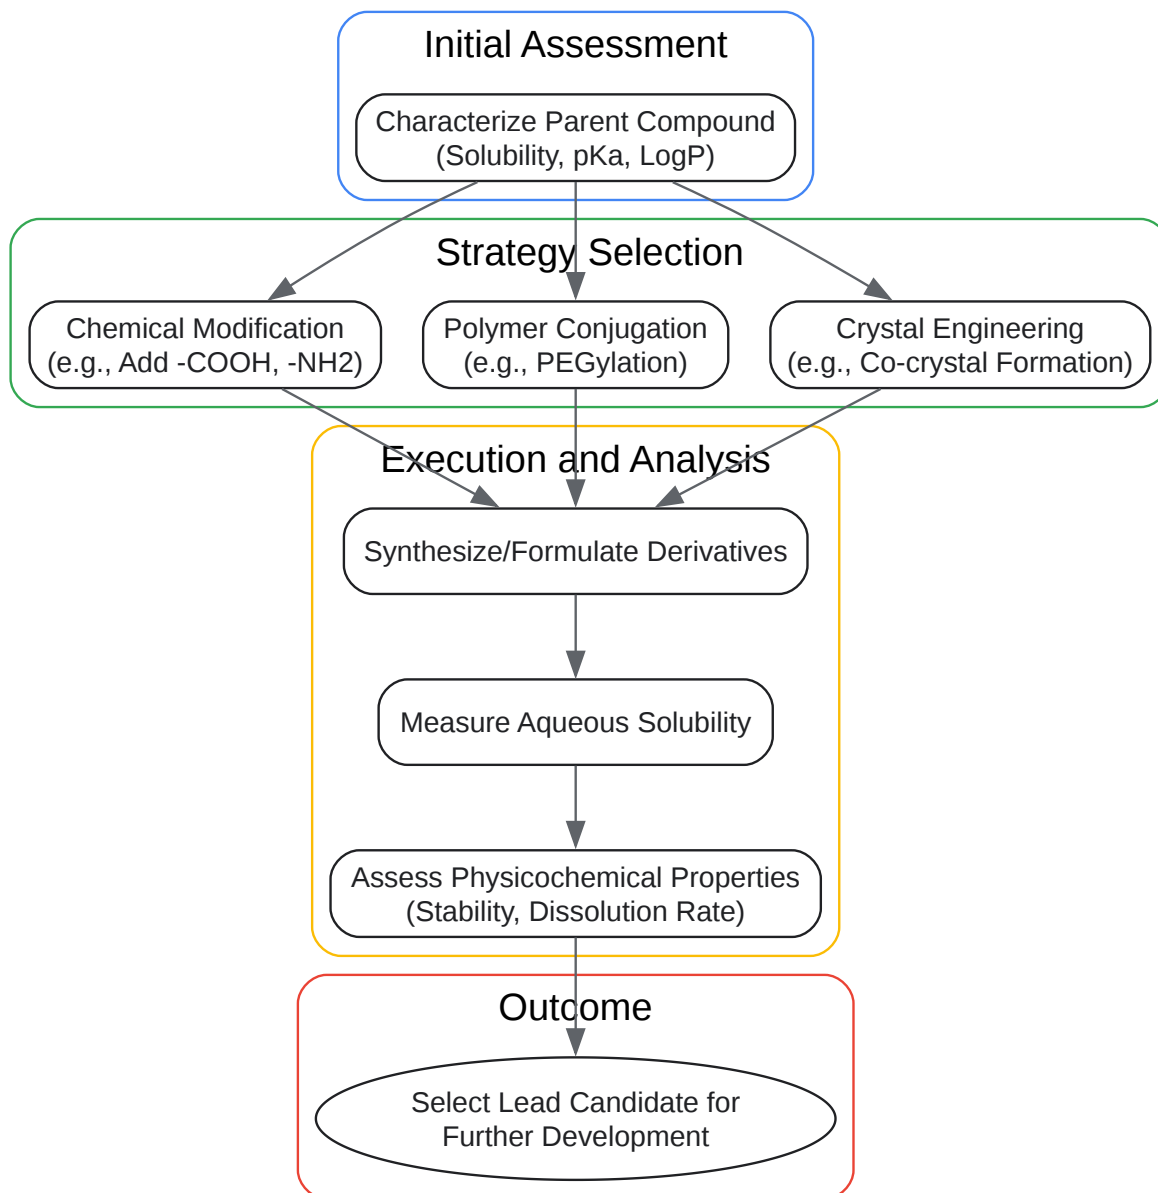 Initial Assessment
Characterize Parent Compound
(Solubility, pKa, LogP)
Strategy Selection
Chemical Modification
(e.g., Add -COOH, -NH2)
Polymer Conjugation
(e.g., PEGylation)
Crystal Engineering
(e.g., Co-crystal Formation)
Execution and Analysis
Synthesize/Formulate Derivatives
Measure Aqueous Solubility
Assess Physicochemical Properties
(Stability, Dissolution Rate)
Outcome
Select Lead Candidate for
Further Development